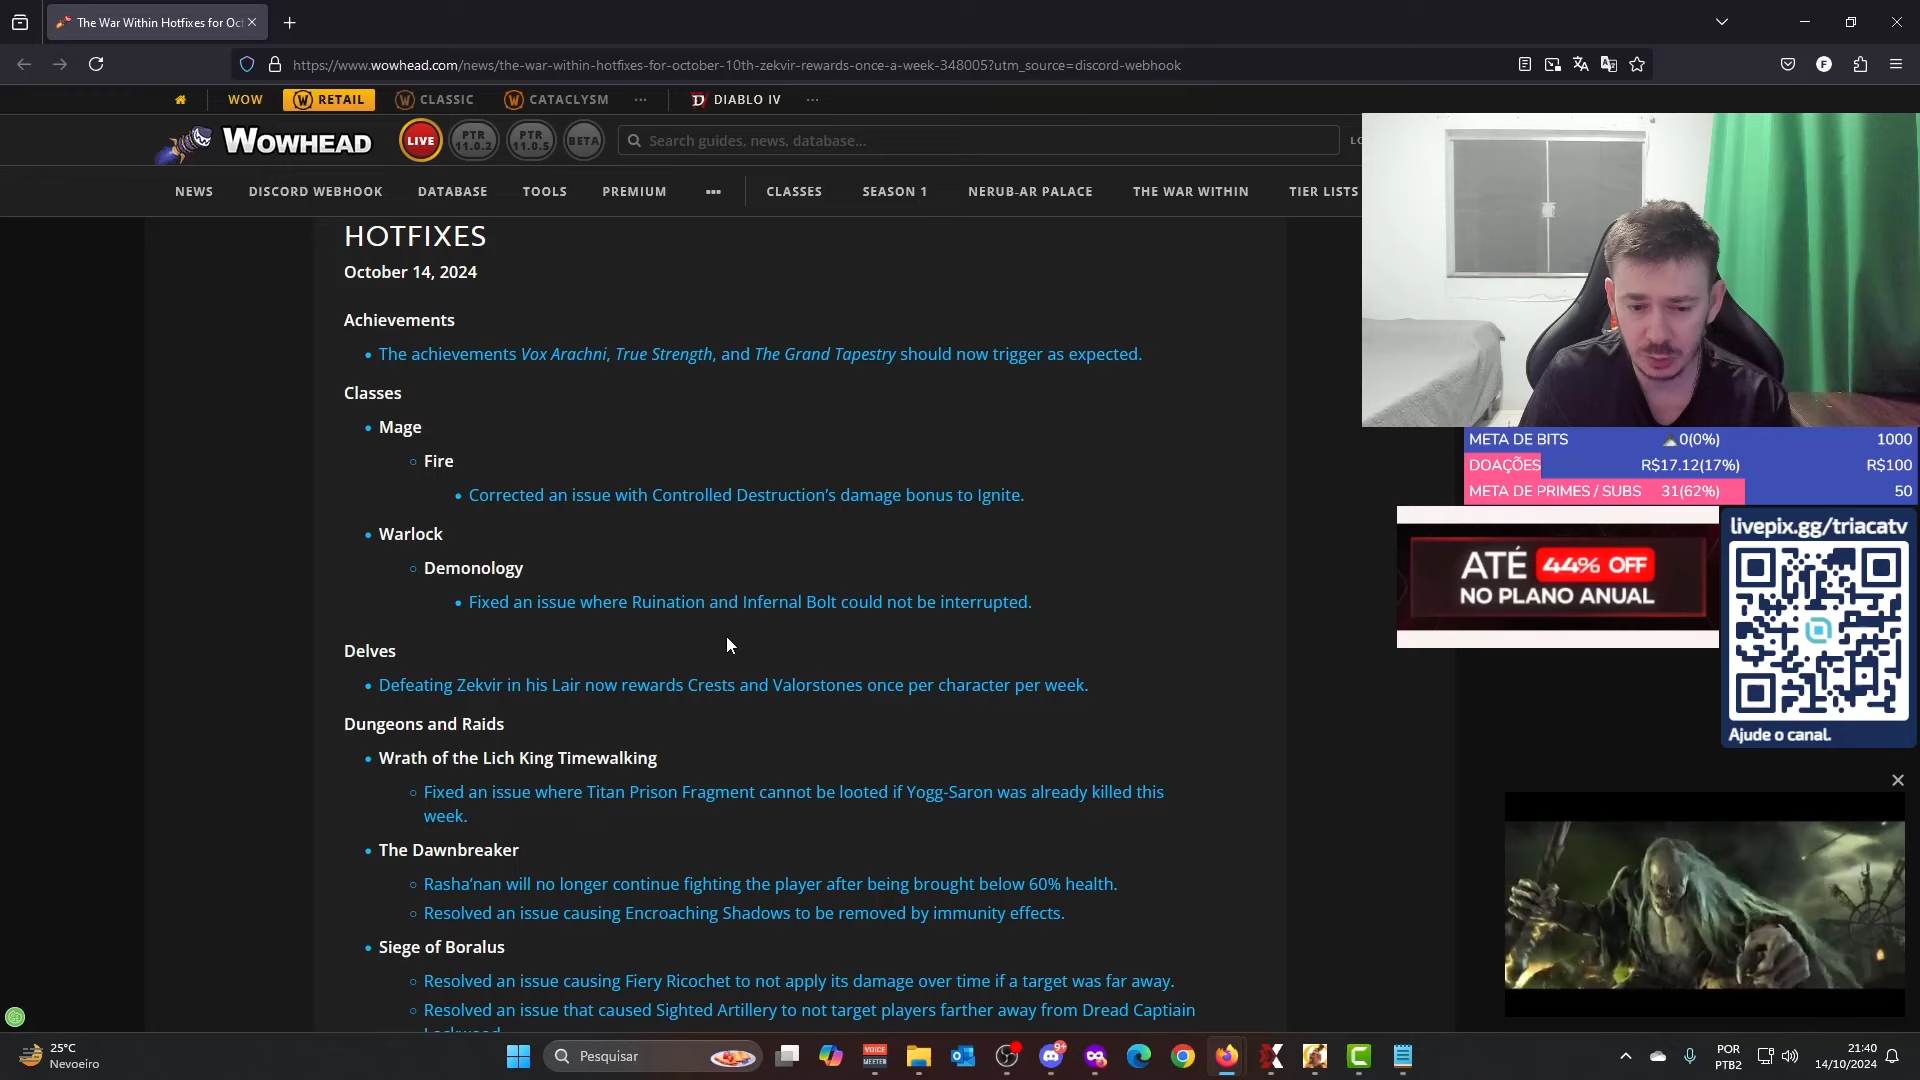 The War Within Hotfixes for Oct
https://www.wowhead.com/news/the-war-within-hotfixes-for-october-10th-zekvir-rewards-once-a-week-348005?utm_source=discord-webhook
WOW
RETAIL
CLASSIC
CATACLYSM
DIABLO IV
WOWHEAD
LIVE
PTR
11.0.2
PTR
11.0.5
BETA
Search guides, news, database...
NEWS
DISCORD WEBHOOK
DATABASE
TOOLS
PREMIUM
CLASSES
SEASON 1
NERUB-AR PALACE
THE WAR WITHIN
TIER LISTS
HOTFIXES
October 14, 2024
Achievements
The achievements Vox Arachni, True Strength, and The Grand Tapestry should now trigger as expected.
Classes
Mage
Fire
Corrected an issue with Controlled Destruction's damage bonus to Ignite.
Warlock
Demonology
Fixed an issue where Ruination and Infernal Bolt could not be interrupted.
Delves
Defeating Zekvir in his Lair now rewards Crests and Valorstones once per character per week.
Dungeons and Raids
Wrath of the Lich King Timewalking
Fixed an issue where Titan Prison Fragment cannot be looted if Yogg-Saron was already killed this
week.
The Dawnbreaker
Rasha'nan will no longer continue fighting the player after being brought below 60% health.
Resolved an issue causing Encroaching Shadows to be removed by immunity effects.
Siege of Boralus
Resolved an issue causing Fiery Ricochet to not apply its damage over time if a target was far away.
Resolved an issue that caused Sighted Artillery to not target players farther away from Dread Captiain
META DE BITS 0(0%) 1000
DOAÇÕES R$17.12(17%) R$100
META DE PRIMES / SUBS 31(62%) 50
ATÉ 44% OFF
NO PLANO ANUAL
livepix.gg/triacatv
Ajude o canal.
25°C
Nevoeiro
Pesquisar
VOICE
MEETER
9+
POR
PTB2
21:40
14/10/2024